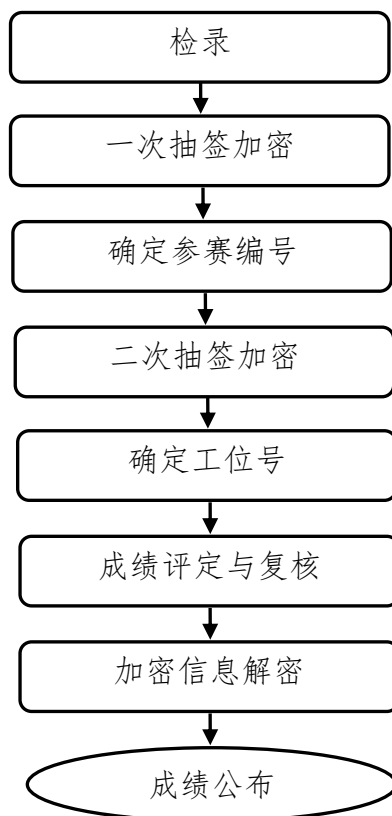 检录
一次抽签加密
确定参赛编号
二次抽签加密
确定工位号
成绩评定与复核
加密信息解密
成绩公布